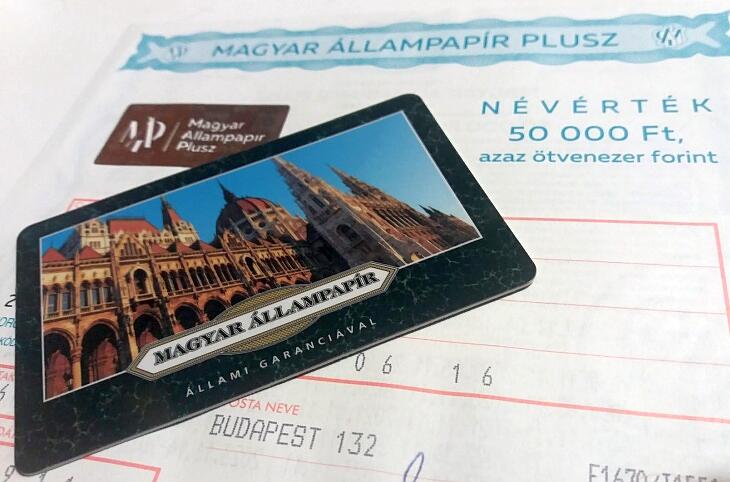 MAGYAR ÁLLAMPAPÍR PLUSZ
Magyar
Állampapír
Plusz
NÉVÉRTÉK
50 000 Ft,
azaz ötvenezer forint
MAGYAR ÁLLAMPAPÍR
ÁLLAMI GARANCIÁVAL
06 16
POSTA NEVE
BUDAPEST 132